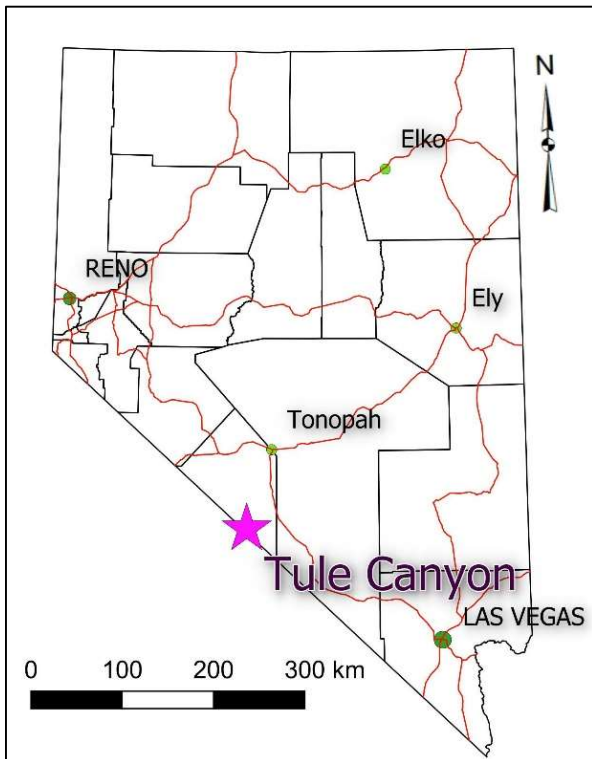 N
Elko
RENO
Ely
Tonopah
Tule Canyon
LAS VEGAS
0 100 200 300 km